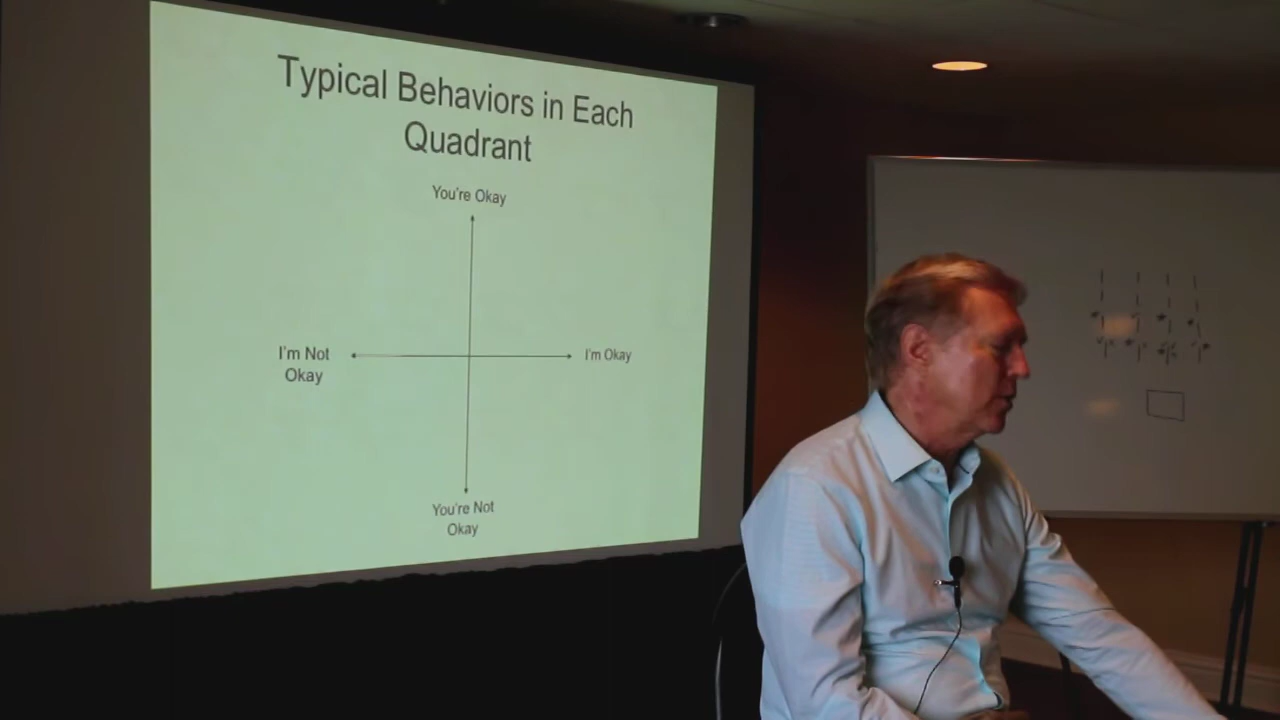 Typical Behaviors in Each
Quadrant
You're Okay
I'm Not
Okay
I'm Okay
You're Not
Okay